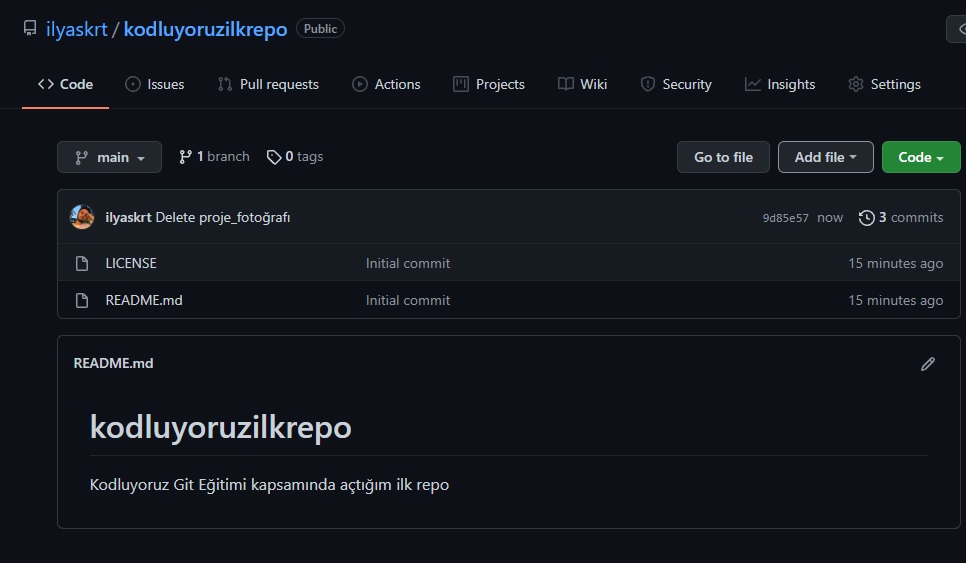 ilyaskrt / kodluyoruzilkrepo Public
Code Issues Pull requests Actions Projects Wiki Security Insights Settings
main 1 branch 0 tags Go to file Add file Code
ilyaskrt Delete proje_fotoğrafı 9d85e57 now 3 commits
LICENSE Initial commit 15 minutes ago
README.md Initial commit 15 minutes ago
README.md
kodluyoruzilkrepo
Kodluyoruz Git Eğitimi kapsamında açtığım ilk repo